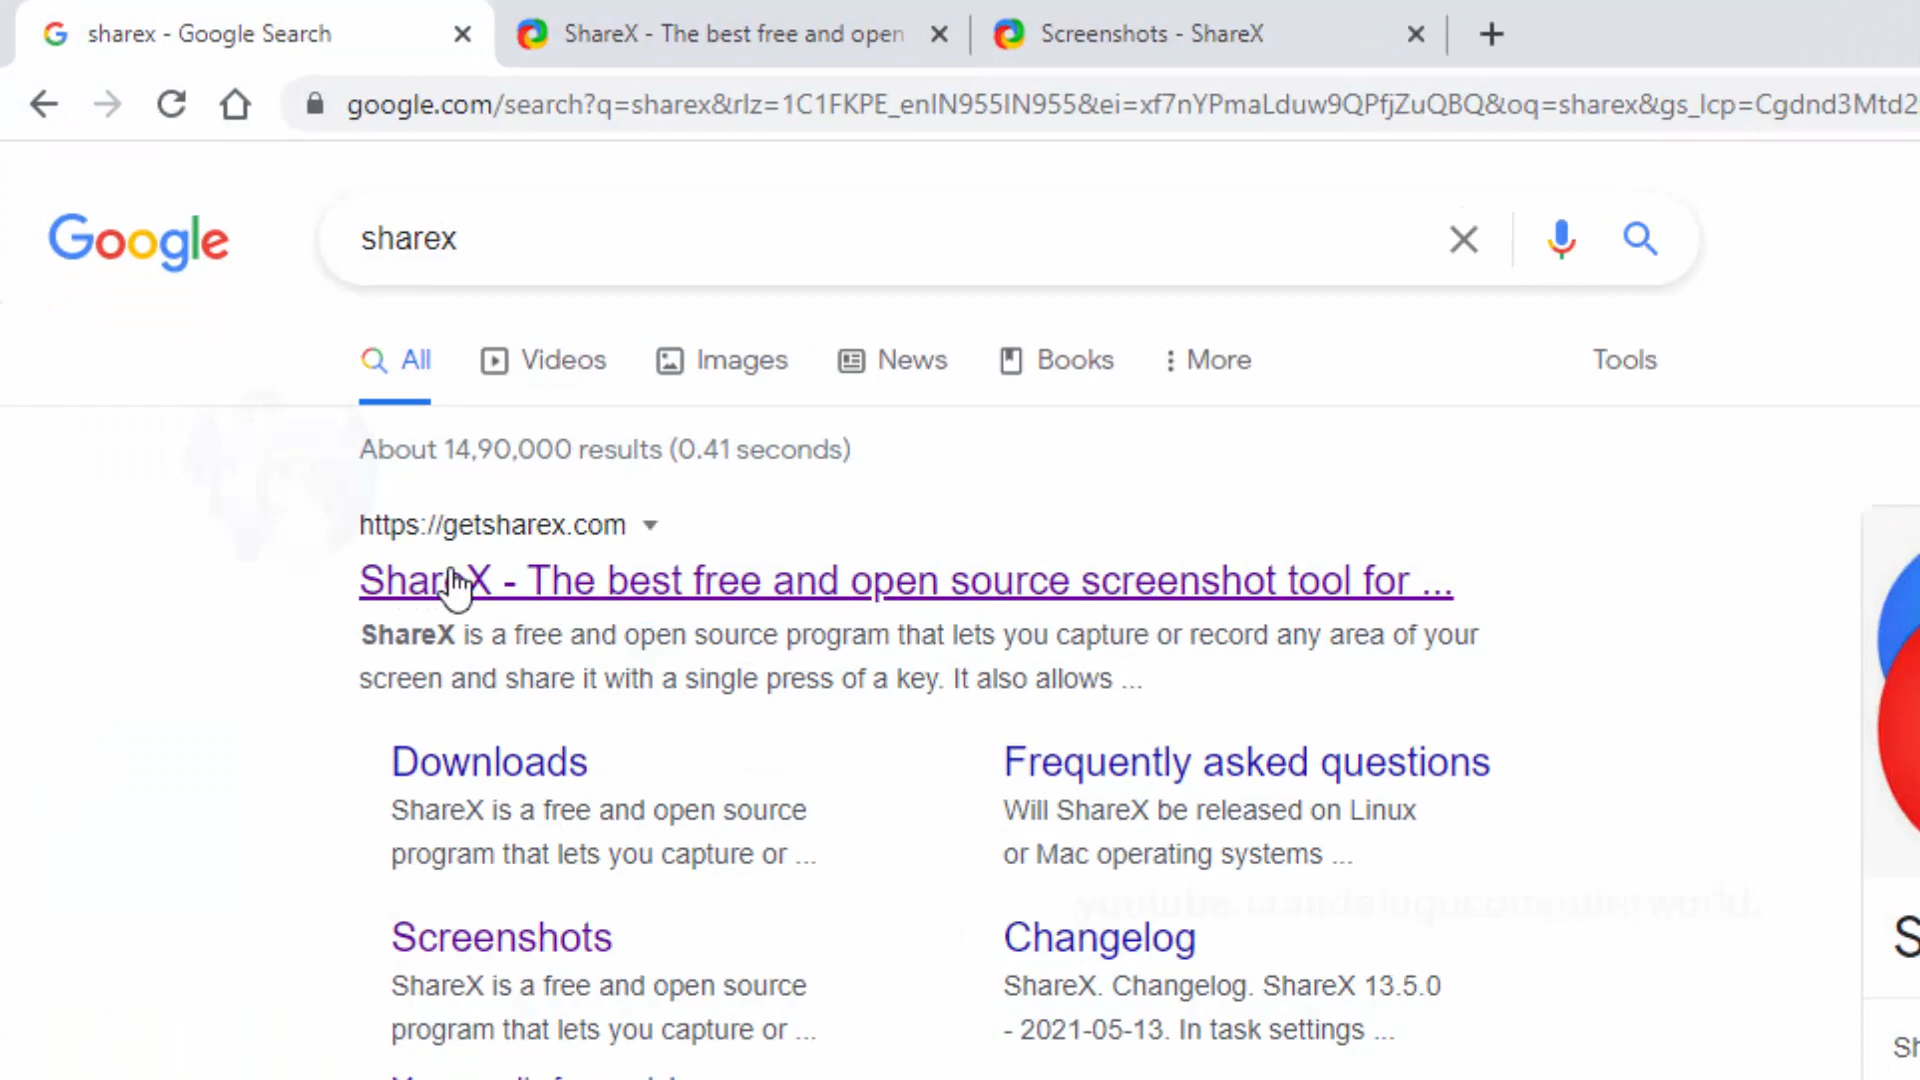 sharex - Google Search
ShareX - The best free and open
Screenshots - ShareX
google.com/search?q=sharex&rlz=1C1FKPE_enIN955IN955&ei=xf7nYPmaLduw9QPfjZuQBQ&oq=sharex&gs_lcp=Cgdnd3Mtd2
Google
sharex
All
Videos
Images
News
Books
More
Tools
About 14,90,000 results (0.41 seconds)
https://getsharex.com
ShareX - The best free and open source screenshot tool for ...
ShareX is a free and open source program that lets you capture or record any area of your
screen and share it with a single press of a key. It also allows ...
Downloads
ShareX is a free and open source
program that lets you capture or ...
Frequently asked questions
Will ShareX be released on Linux
or Mac operating systems ...
Screenshots
ShareX is a free and open source
program that lets you capture or ...
Changelog
ShareX. Changelog. ShareX 13.5.0
- 2021-05-13. In task settings ...